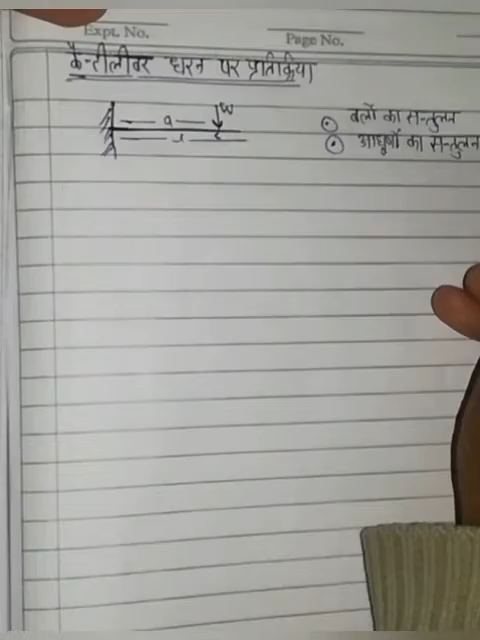 Expt. No.
Page No.
कैन्टीलीवर धरन पर प्रतिक्रिया
a
W
बलों का सन्तुलन
आघूर्णों का सन्तुलन